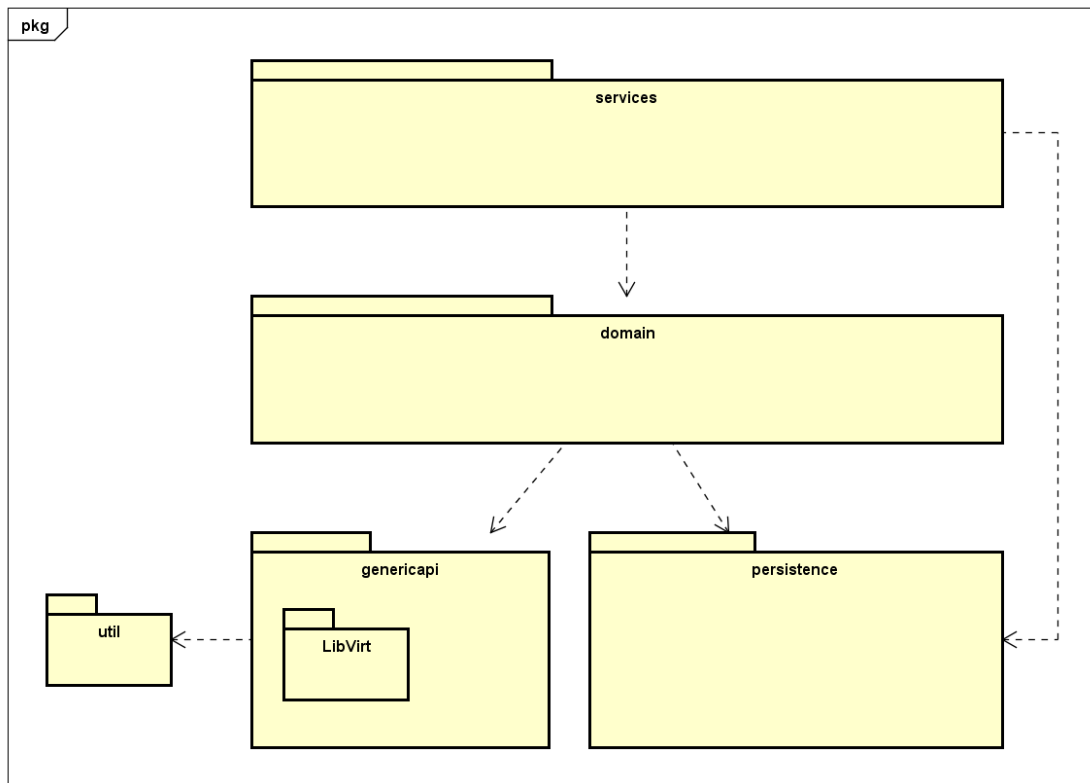 pkg
services
domain
genericapi
persistence
util
LibVirt